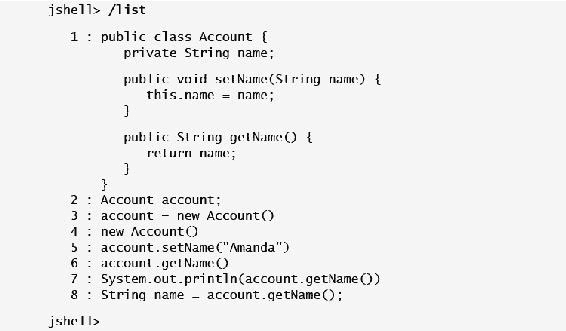 jshell> /list
1 : public class Account {
private String name;
public void setName(String name) {
this.name = name;
}
public String getName() {
return name;
}
}
2 : Account account;
3 : account = new Account()
4 : new Account()
5 : account.setName("Amanda")
6 : account.getName()
7 : System.out.println(account.getName())
8 : String name = account.getName();
jshell>